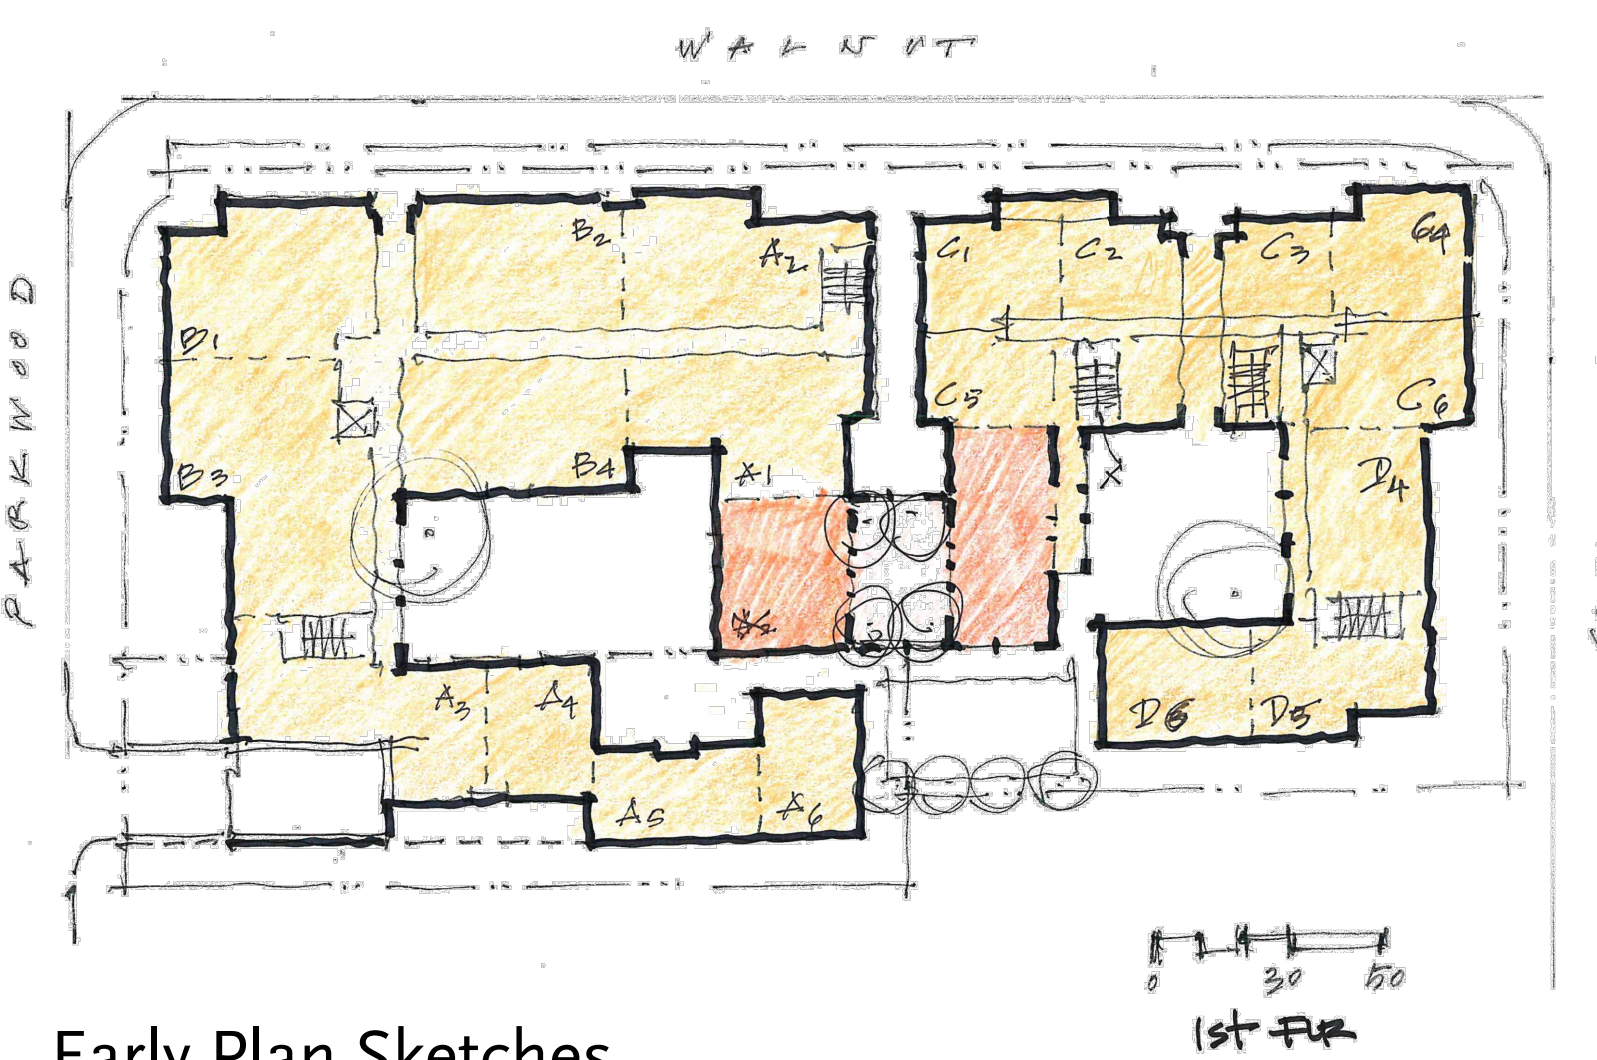 WALNUT
PARKWOOD
B2
A2
C1
C2
C3
C4
B1
C5
C6
B3
B4
A1
X
D4
A3
A4
D6
D5
A5
A6
0 30 50
1st FLR
Early Plan Sketches